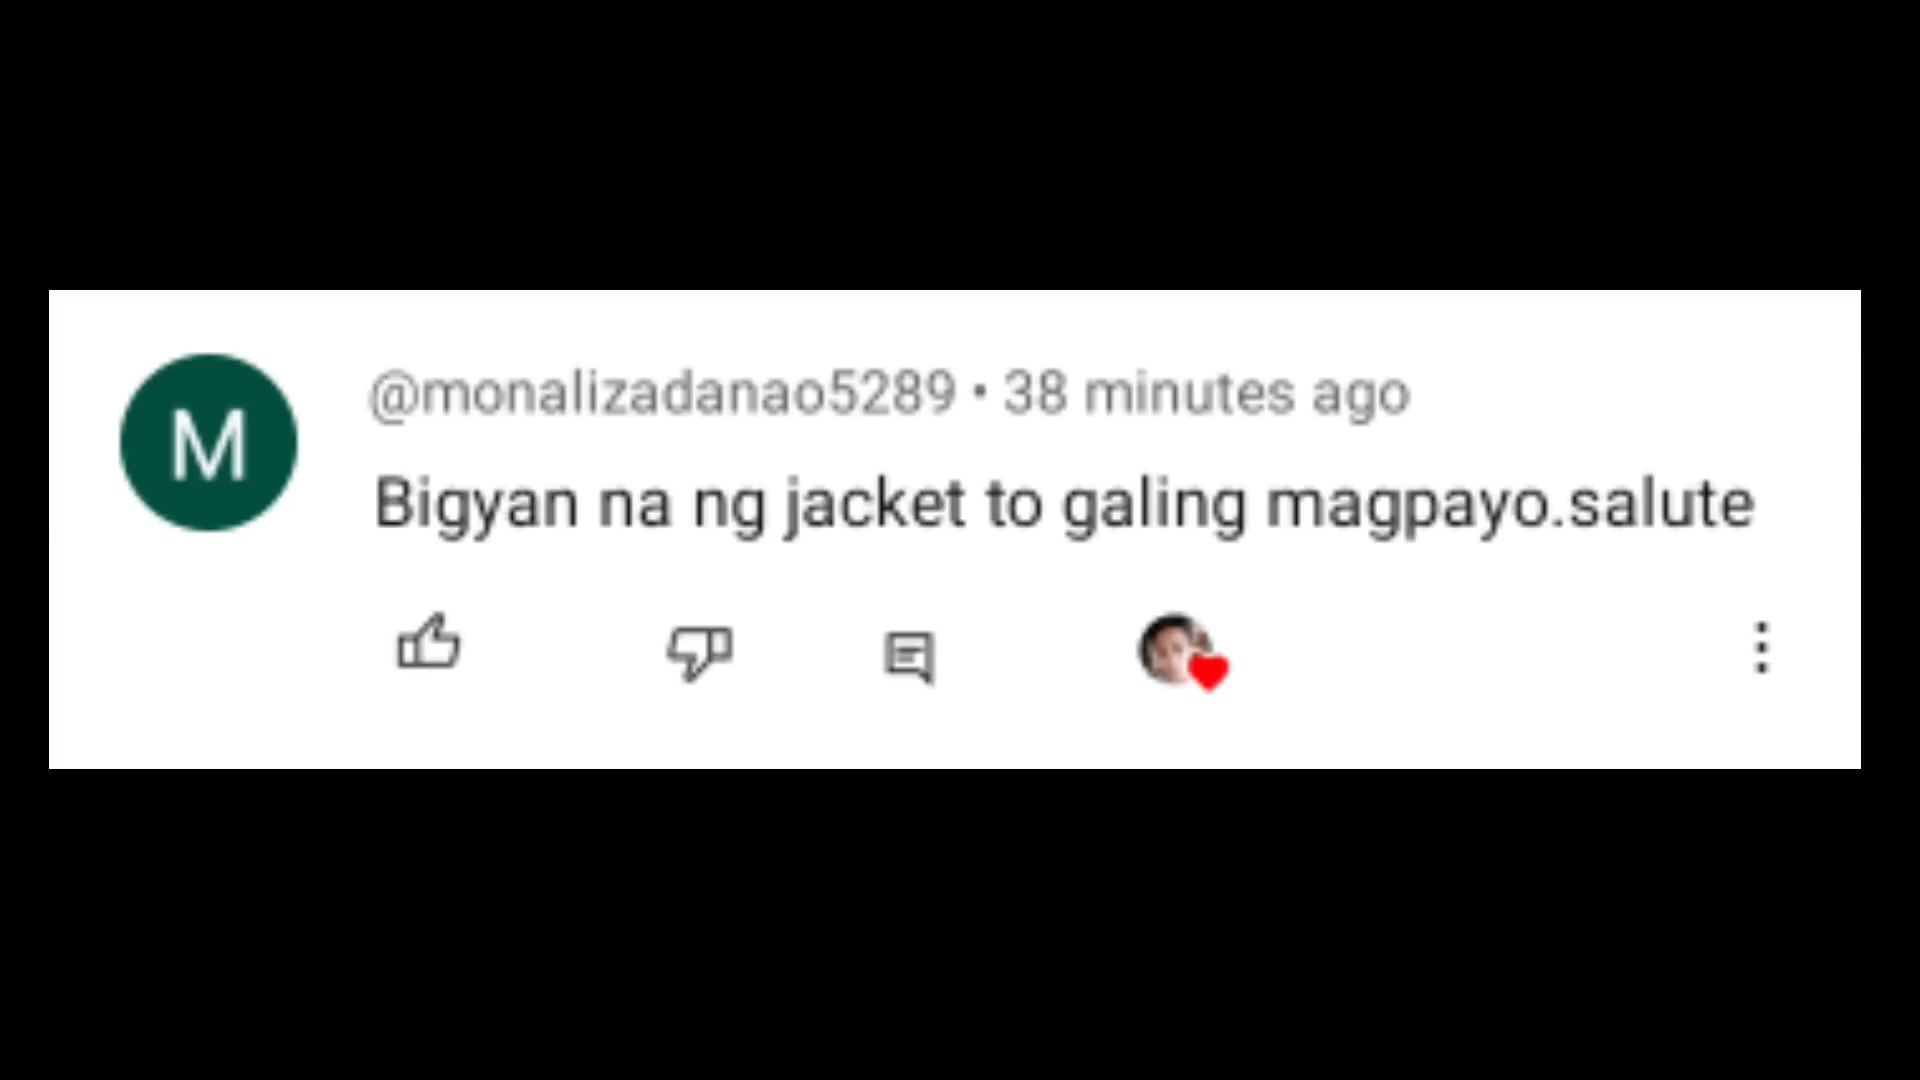 M
@monalizadanao5289 • 38 minutes ago
Bigyan na ng jacket to galing magpayo.salute